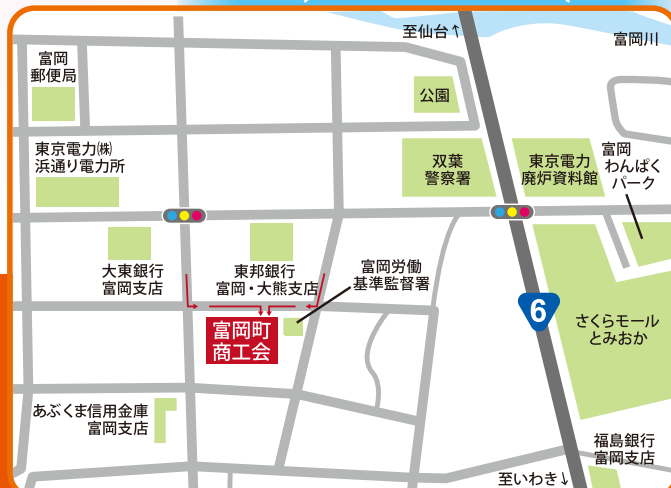 至仙台↑
富岡川
富岡
郵便局
公園
東京電力㈱
浜通り電力所
双葉
警察署
東京電力
廃炉資料館
富岡
わんぱく
パーク
大東銀行
富岡支店
東邦銀行
富岡・大熊支店
富岡労働
基準監督署
6
富岡町
商工会
さくらモール
とみおか
あぶくま信用金庫
富岡支店
福島銀行
富岡支店
至いわき↓